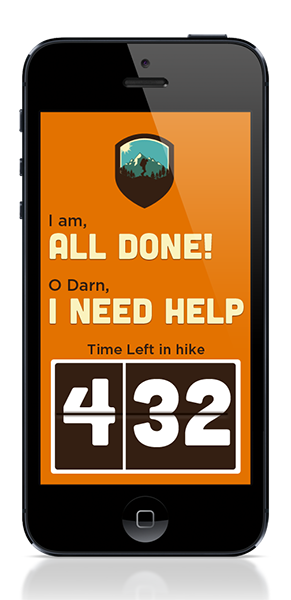 I am,
ALL DONE!
O Darn,
I NEED HELP
Time Left in hike
4 32